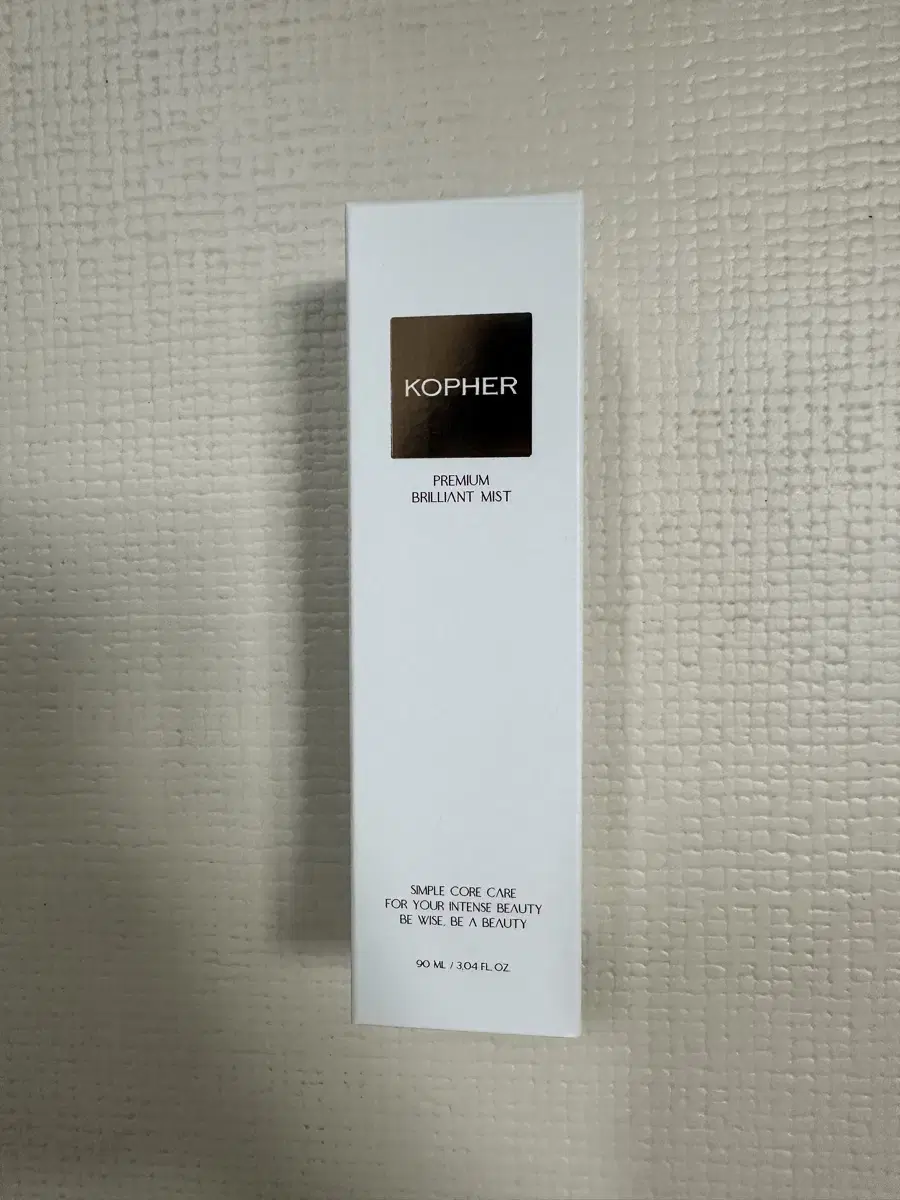 KOPHER
PREMIUM
BRILLIANT MIST
SIMPLE CORE CARE
FOR YOUR INTENSE BEAUTY
BE WISE, BE A BEAUTY
90 ML / 3,04 FL. OZ.